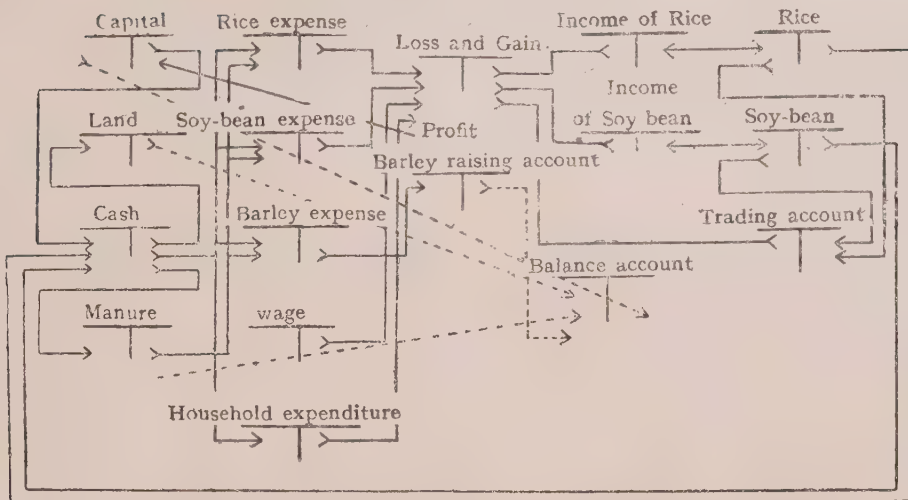 Capital Rice expense Income of Rice Rice
Loss and Gain.
Income
Land Soy-bean expense Profit of Soy bean Soy-bean
Barley raising account
Cash Barley expense Trading account
Balance account
Manure wage
Household expenditure